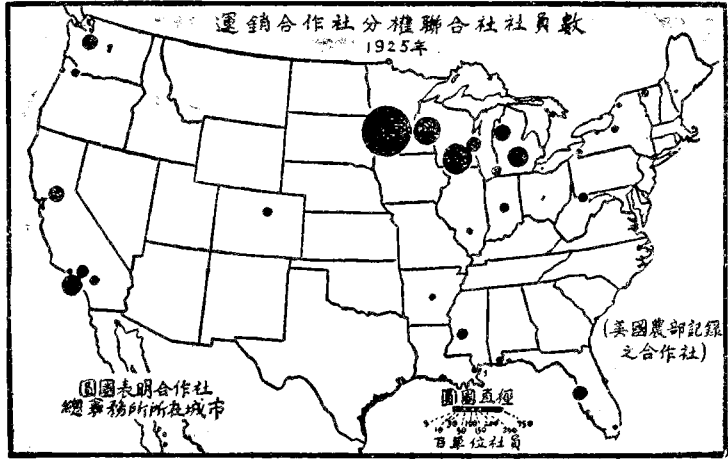 運銷合作社分權聯合社社員數
1925年
(美國農部記錄
之合作社)
圓圈表明合作社
總事務所所在城市
圓圈直徑
百單位社員